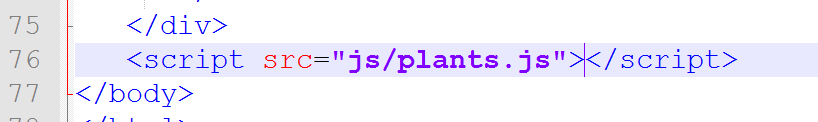 75 </div>
76 <script src="js/plants.js"></script>
77 </body>